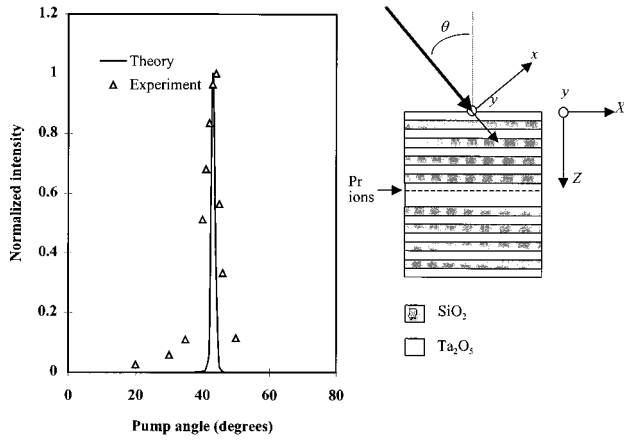 1.2
1
0.8
0.6
0.4
0.2
0
0
20
40
60
80
Normalized intensity
Pump angle (degrees)
Theory
Experiment
θ
x
y
y
X
Z
Pr
ions
SiO₂
Ta₂O₅